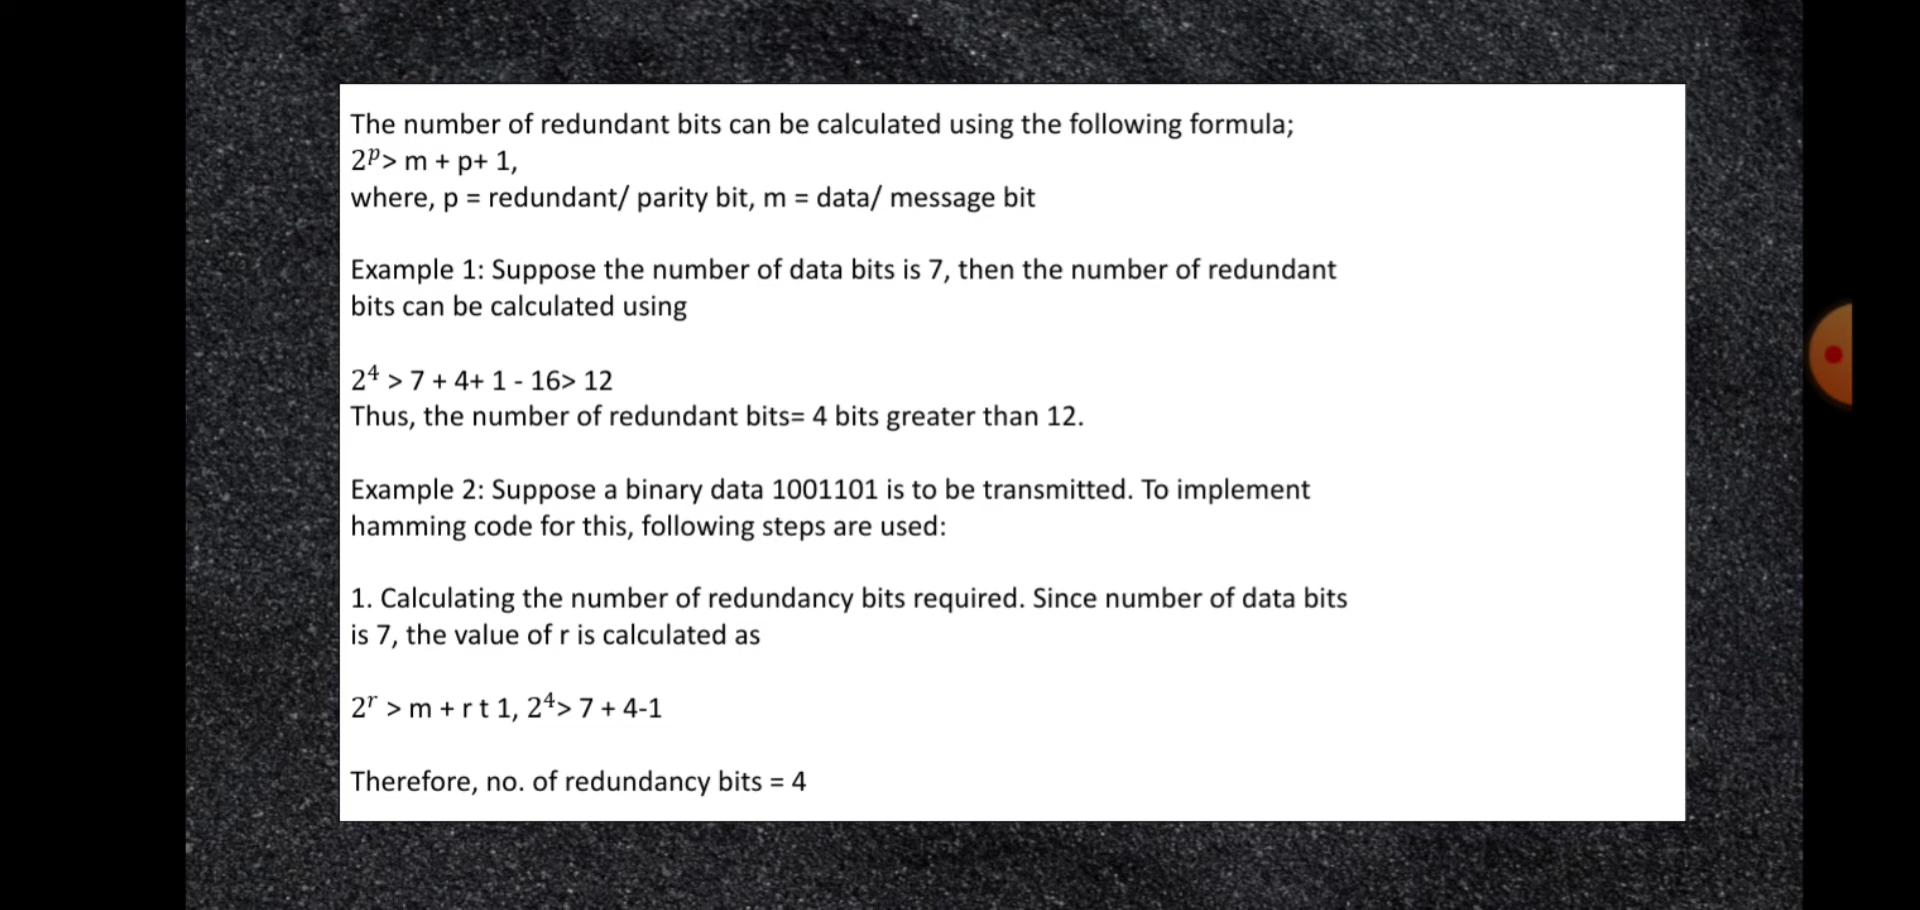 The number of redundant bits can be calculated using the following formula;
2ᵖ> m + p+ 1,
where, p = redundant/ parity bit, m = data/ message bit
Example 1: Suppose the number of data bits is 7, then the number of redundant
bits can be calculated using
2⁴ > 7 + 4+ 1 - 16> 12
Thus, the number of redundant bits= 4 bits greater than 12.
Example 2: Suppose a binary data 1001101 is to be transmitted. To implement
hamming code for this, following steps are used:
1. Calculating the number of redundancy bits required. Since number of data bits
is 7, the value of r is calculated as
2ʳ > m + r t 1, 2⁴> 7 + 4-1
Therefore, no. of redundancy bits = 4